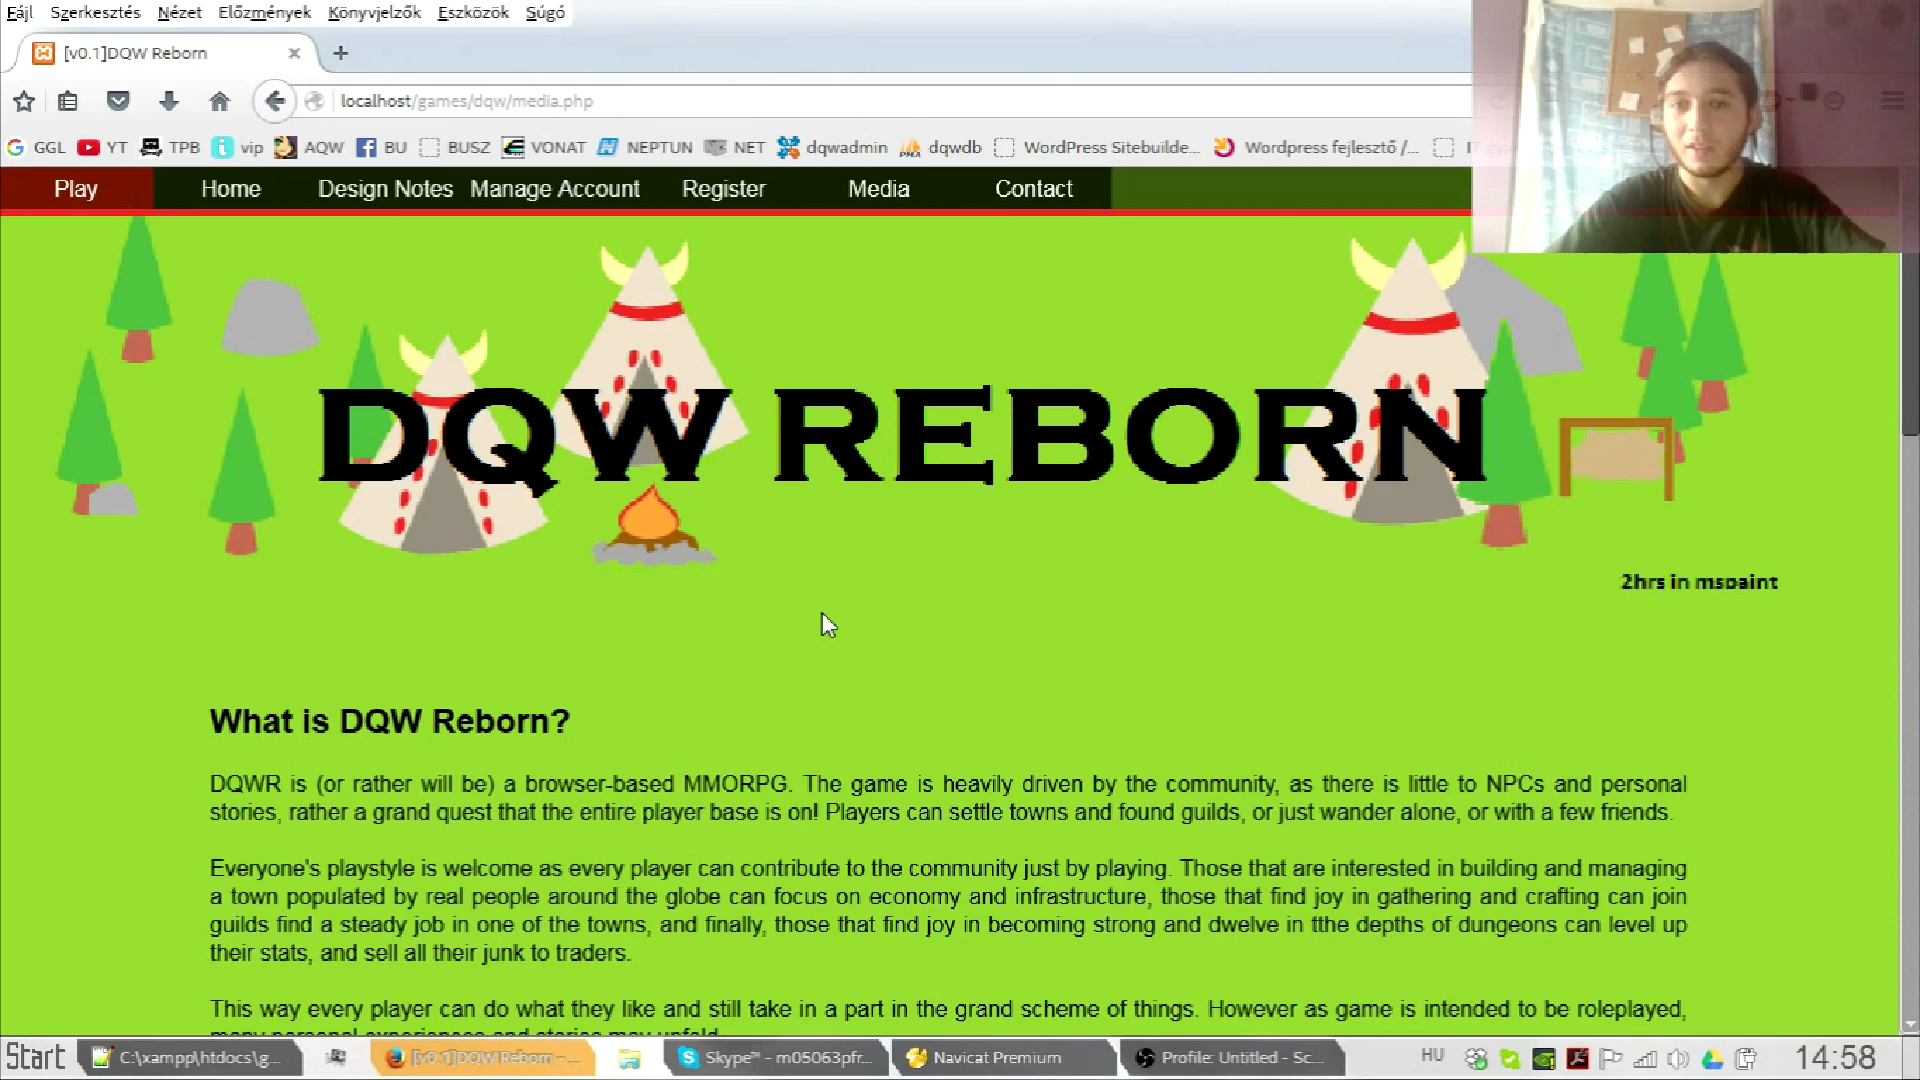 Fájl Szerkesztés Nézet Előzmények Könyvjelzők Eszközök Súgó
[v0.1]DQW Reborn
localhost/games/dqw/media.php
GGL YT TPB vip AQW BU BUSZ VONAT NEPTUN NET dqwadmin dqwdb WordPress Sitebuilde... Wordpress fejlesztő /...
Play Home Design Notes Manage Account Register Media Contact
DQW REBORN
2hrs in mspaint
What is DQW Reborn?
DQWR is (or rather will be) a browser-based MMORPG. The game is heavily driven by the community, as there is little to NPCs and personal
stories, rather a grand quest that the entire player base is on! Players can settle towns and found guilds, or just wander alone, or with a few friends.
Everyone's playstyle is welcome as every player can contribute to the community just by playing. Those that are interested in building and managing
a town populated by real people around the globe can focus on economy and infrastructure, those that find joy in gathering and crafting can join
guilds find a steady job in one of the towns, and finally, those that find joy in becoming strong and dwelve in tthe depths of dungeons can level up
their stats, and sell all their junk to traders.
This way every player can do what they like and still take in a part in the grand scheme of things. However as game is intended to be roleplayed,
many personal experiences and stories may unfold
Start C:\xampp\htdocs\g... [v0.1]DQW Reborn - ... Skype™ - m05063pfr... Navicat Premium Profile: Untitled - Sc... HU 14:58